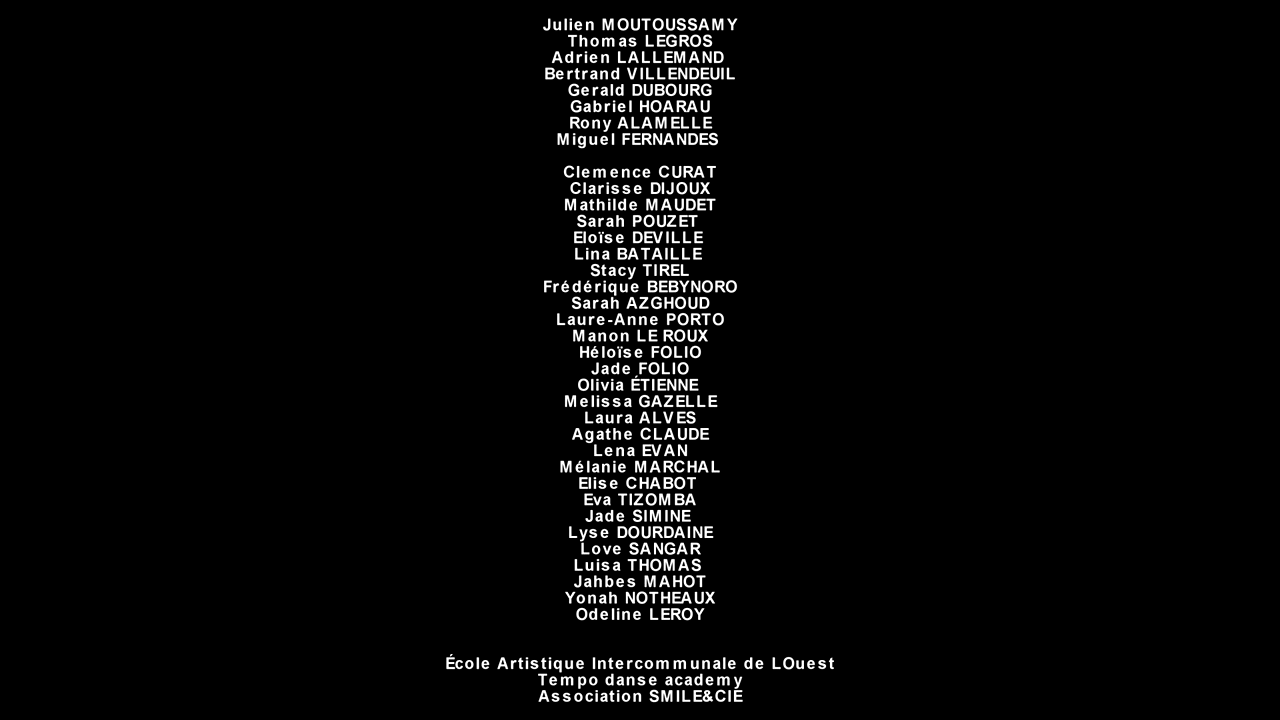 Julien MOUTOUSSAMY
Thomas LEGROS
Adrien LALLEMAND
Bertrand VILLENDEUIL
Gerald DUBOURG
Gabriel HOARAU
Rony ALAMELLE
Miguel FERNANDES
Clemence CURAT
Clarisse DIJOUX
Mathilde MAUDET
Sarah POUZET
Eloïse DEVILLE
Lina BATAILLE
Stacy TIREL
Frédérique BEBYNORO
Sarah AZGHOUD
Laure-Anne PORTO
Manon LE ROUX
Héloïse FOLIO
Jade FOLIO
Olivia ÉTIENNE
Melissa GAZELLE
Laura ALVES
Agathe CLAUDE
Lena EVAN
Mélanie MARCHAL
Elise CHABOT
Eva TIZOMBA
Jade SIMINE
Lyse DOURDAINE
Love SANGAR
Luisa THOMAS
Jahbes MAHOT
Yonah NOTHEAUX
Odeline LEROY
École Artistique Intercommunale de LOuest
Tempo danse academy
Association SMILE&CIE